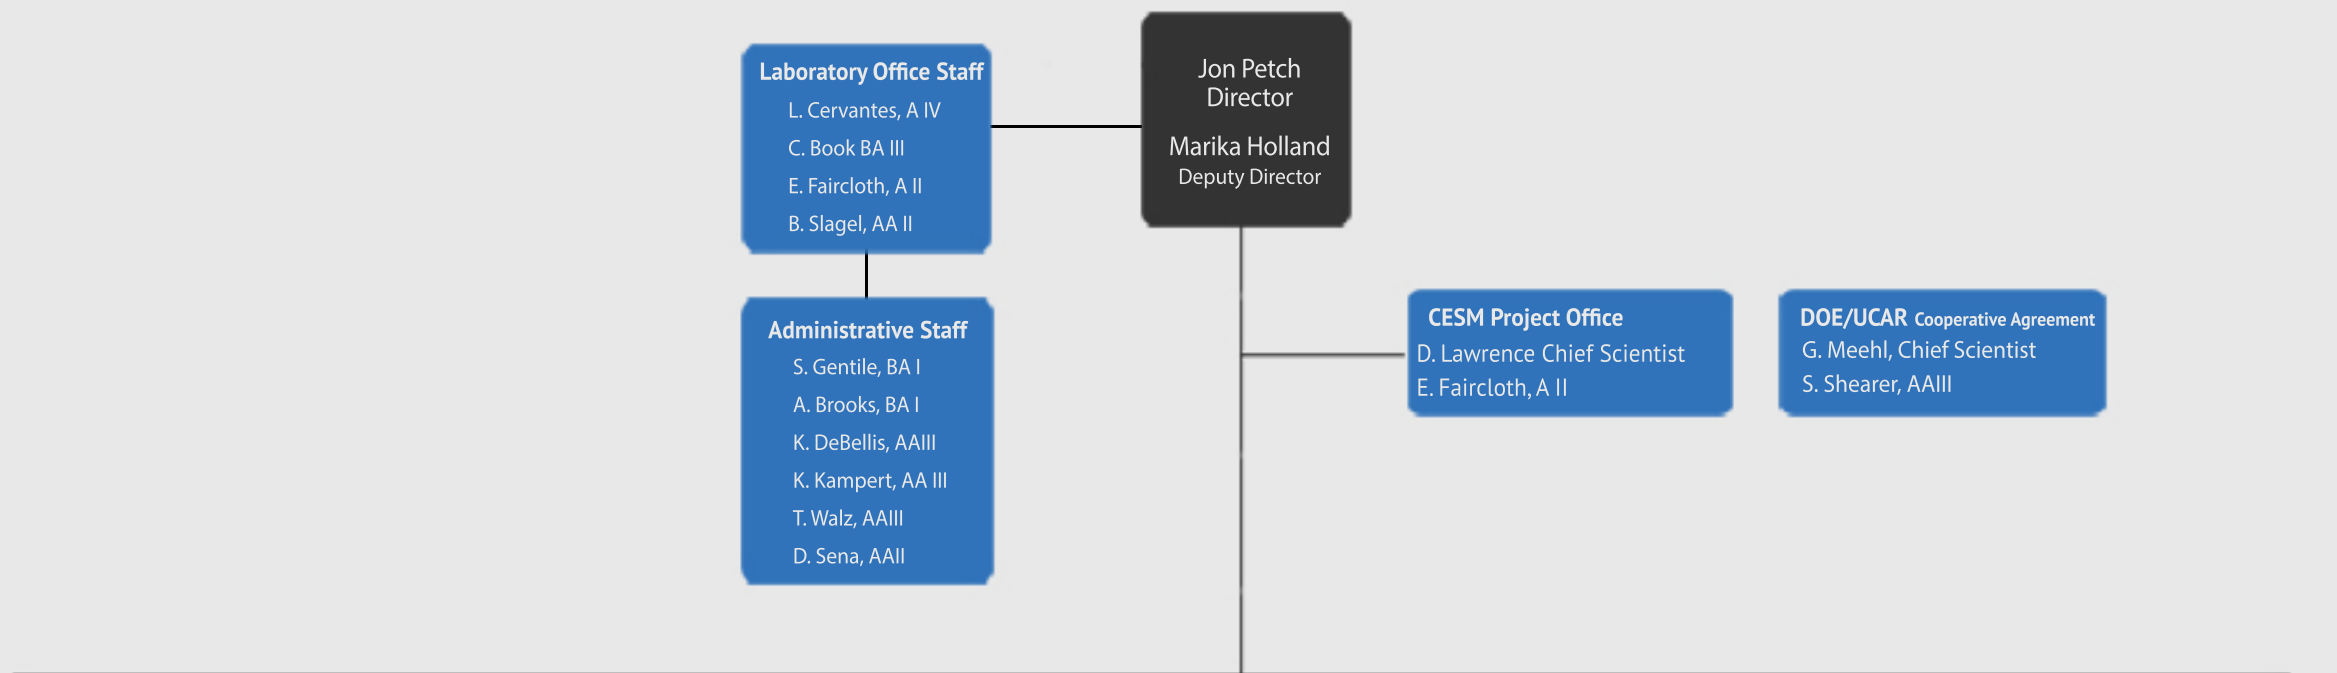 Jon Petch
Director
Marika Holland
Deputy Director
Laboratory Office Staff
L. Cervantes, A IV
C. Book BA III
E. Faircloth, A II
B. Slagel, AA II
Administrative Staff
S. Gentile, BA I
A. Brooks, BA I
K. DeBellis, AAIII
K. Kampert, AA III
T. Walz, AAIII
D. Sena, AAII
CESM Project Office
D. Lawrence Chief Scientist
E. Faircloth, A II
DOE/UCAR Cooperative Agreement
G. Meehl, Chief Scientist
S. Shearer, AAIII